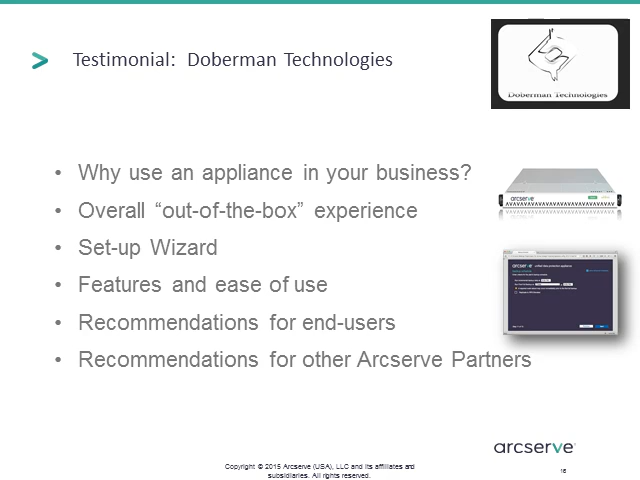 Testimonial: Doberman Technologies
Doberman Technologies
Why use an appliance in your business?
Overall “out-of-the-box” experience
Set-up Wizard
Features and ease of use
Recommendations for end-users
Recommendations for other Arcserve Partners
arcserve
arcserve
arcserve
Copyright © 2015 Arcserve (USA), LLC and its affiliates and
subsidiaries. All rights reserved.